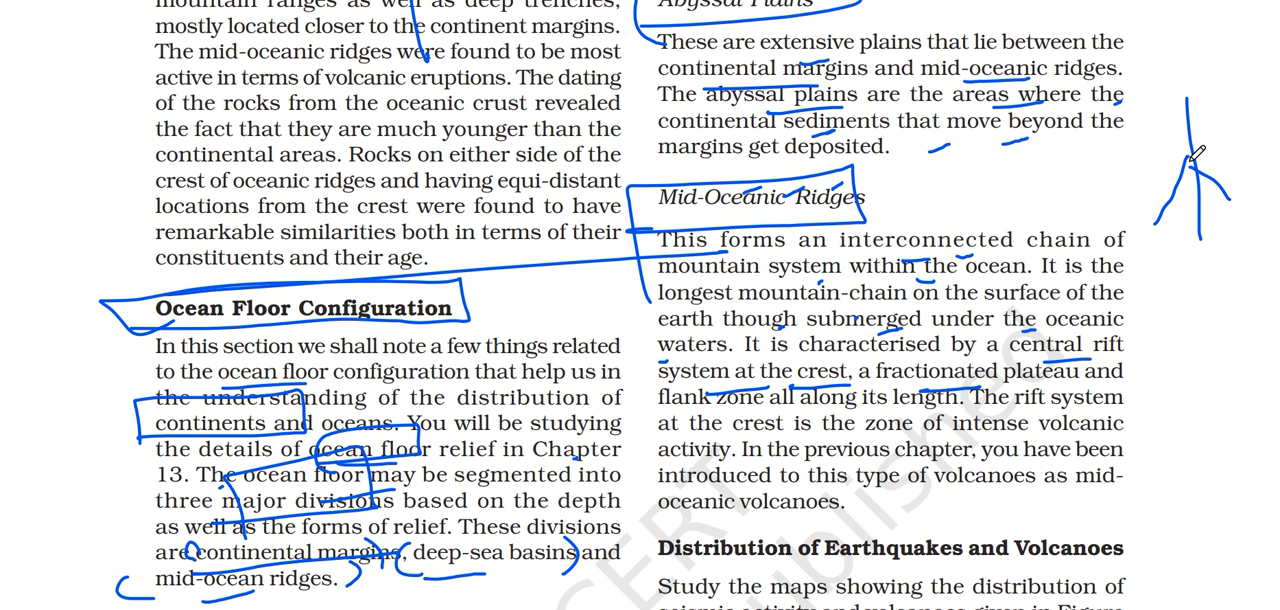 mountain ranges as well as deep trenches,
mostly located closer to the continent margins.
The mid-oceanic ridges were found to be most
active in terms of volcanic eruptions. The dating
of the rocks from the oceanic crust revealed
the fact that they are much younger than the
continental areas. Rocks on either side of the
crest of oceanic ridges and having equi-distant
locations from the crest were found to have
remarkable similarities both in terms of their
constituents and their age.
Ocean Floor Configuration
In this section we shall note a few things related
to the ocean floor configuration that help us in
the understanding of the distribution of
continents and oceans. You will be studying
the details of ocean floor relief in Chapter
13. The ocean floor may be segmented into
three major divisions based on the depth
as well as the forms of relief. These divisions
are continental margins, deep-sea basins and
mid-ocean ridges.
Abyssal Plains
These are extensive plains that lie between the
continental margins and mid-oceanic ridges.
The abyssal plains are the areas where the
continental sediments that move beyond the
margins get deposited.
Mid-Oceanic Ridges
This forms an interconnected chain of
mountain system within the ocean. It is the
longest mountain-chain on the surface of the
earth though submerged under the oceanic
waters. It is characterised by a central rift
system at the crest, a fractionated plateau and
flank zone all along its length. The rift system
at the crest is the zone of intense volcanic
activity. In the previous chapter, you have been
introduced to this type of volcanoes as mid-
oceanic volcanoes.
Distribution of Earthquakes and Volcanoes
Study the maps showing the distribution of
seismic activity and volcanoes given in Figure